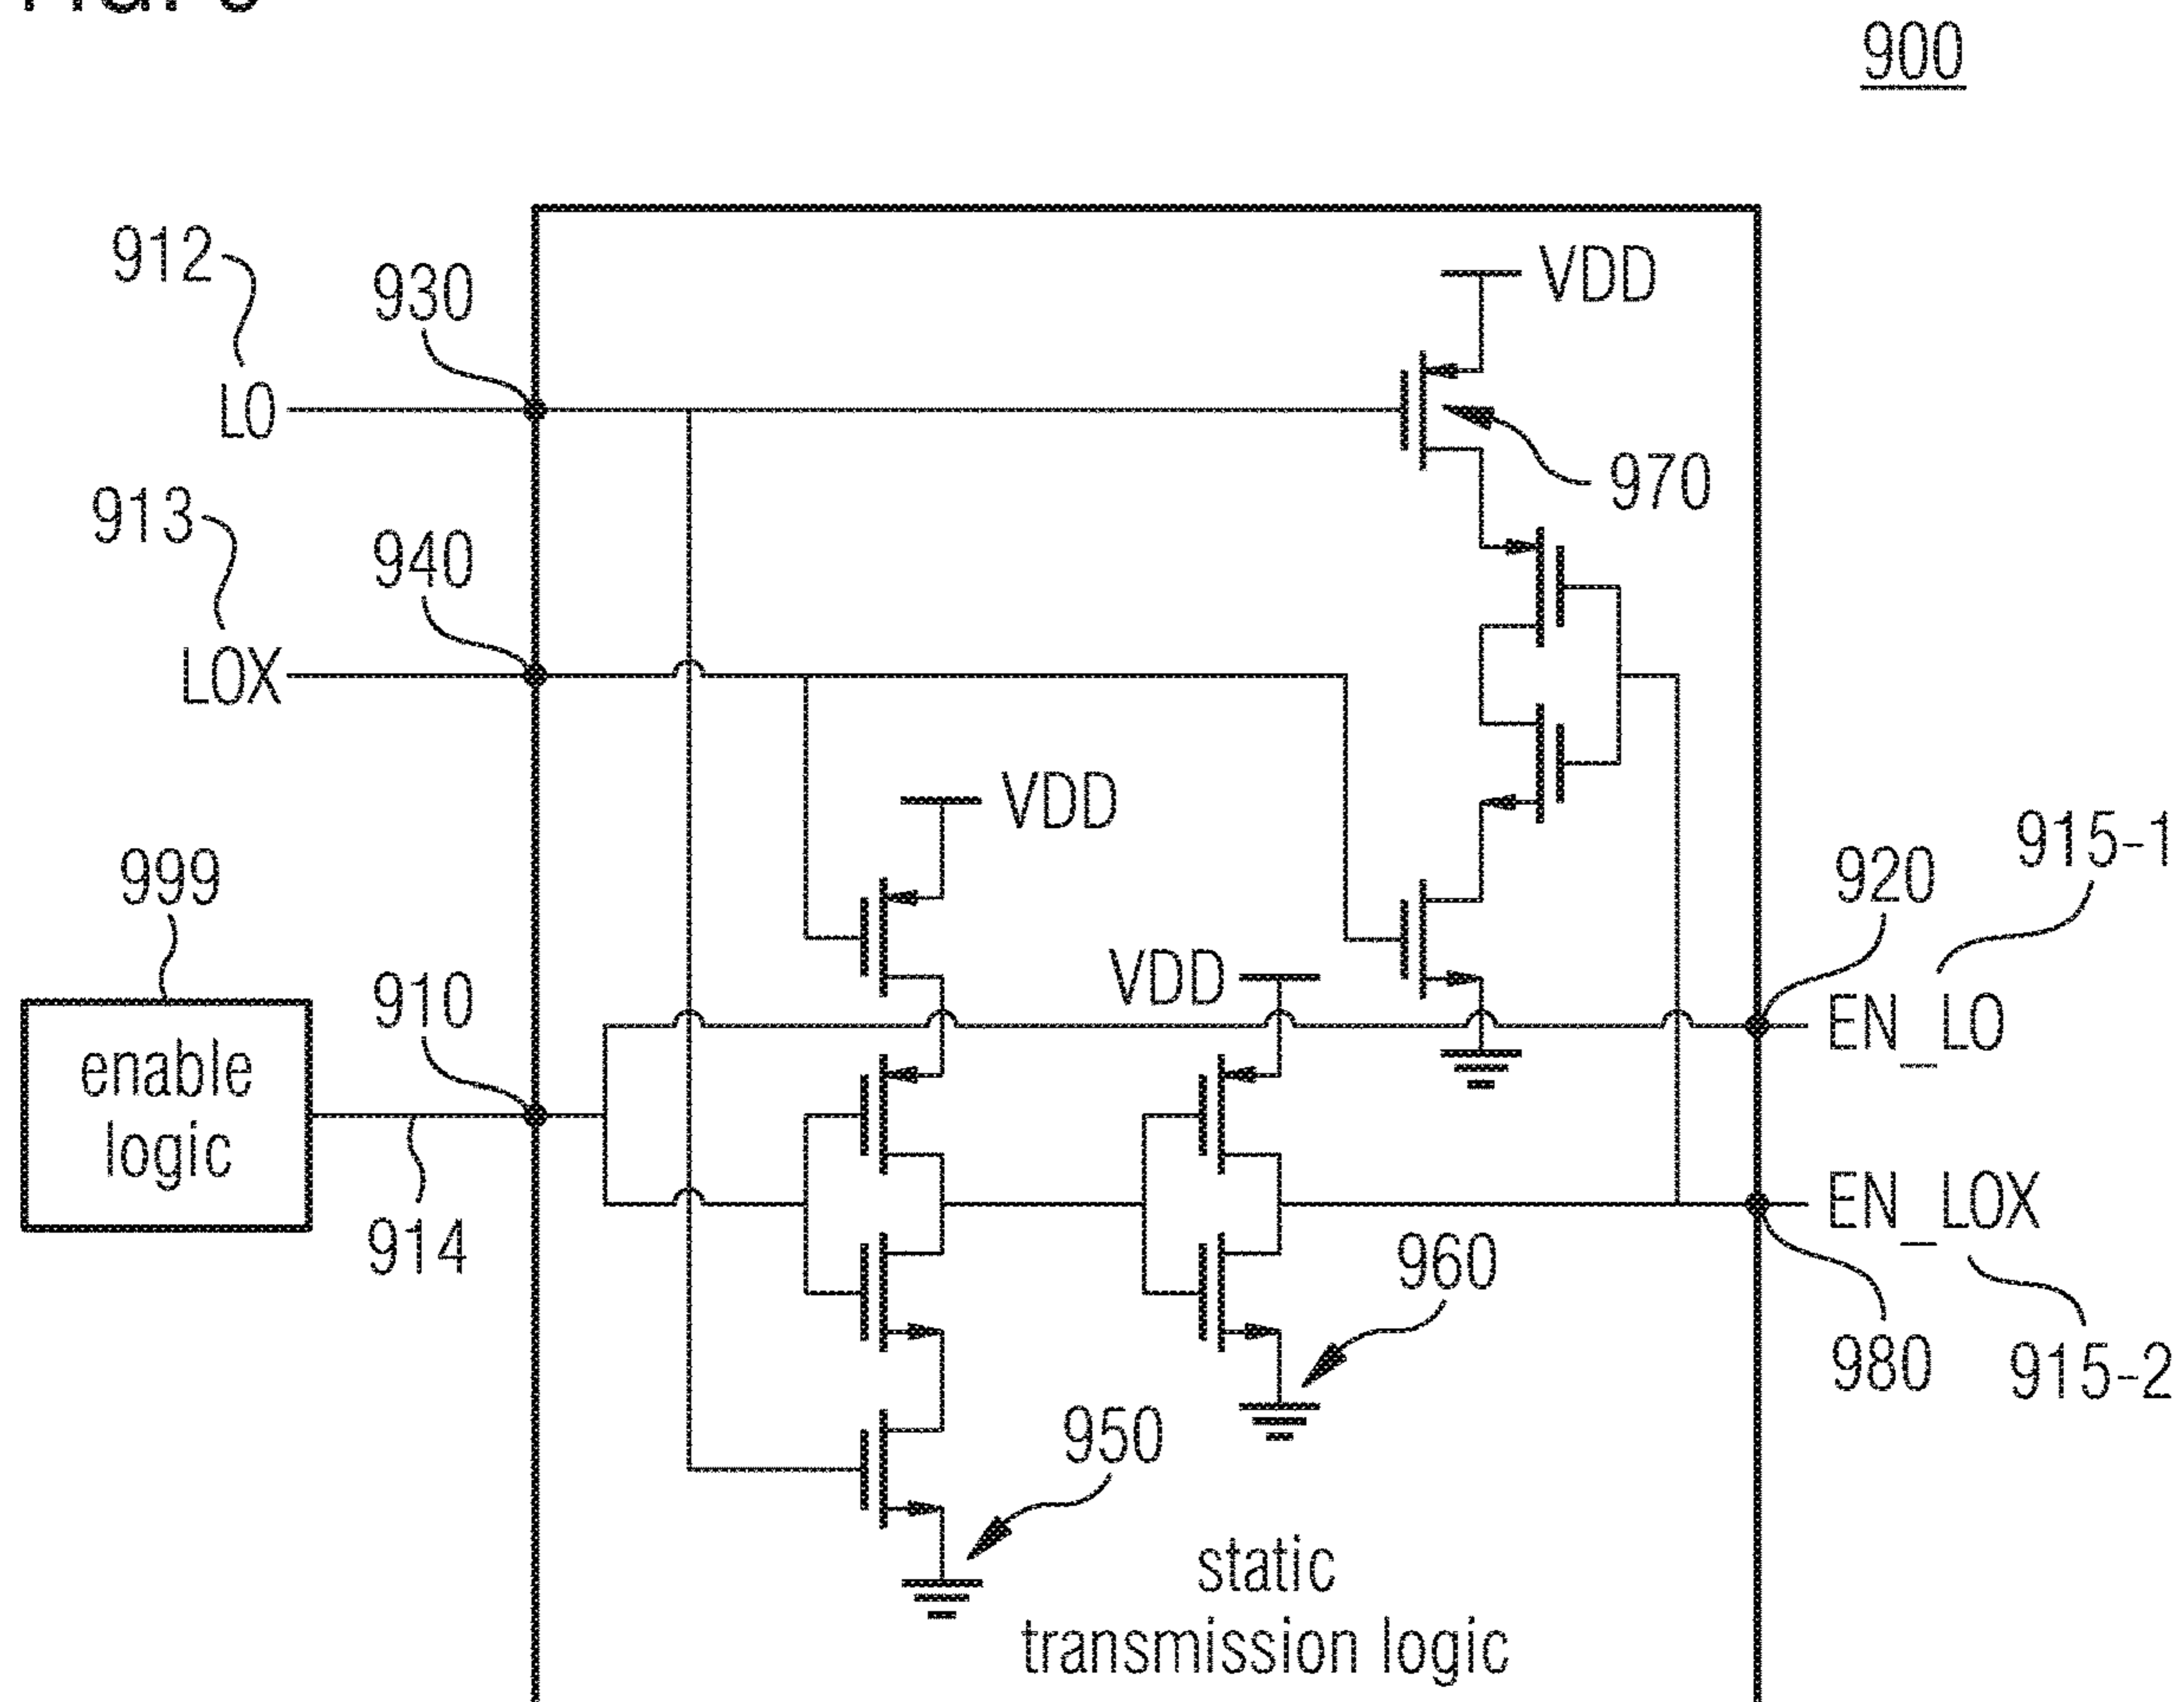 900
912
930
VDD
LO
970
913
940
LOX
VDD
915-1
920
999
VDD
910
EN_LO
enable
logic
914
EN_LOX
960
980
915-2
950
static
transmission logic